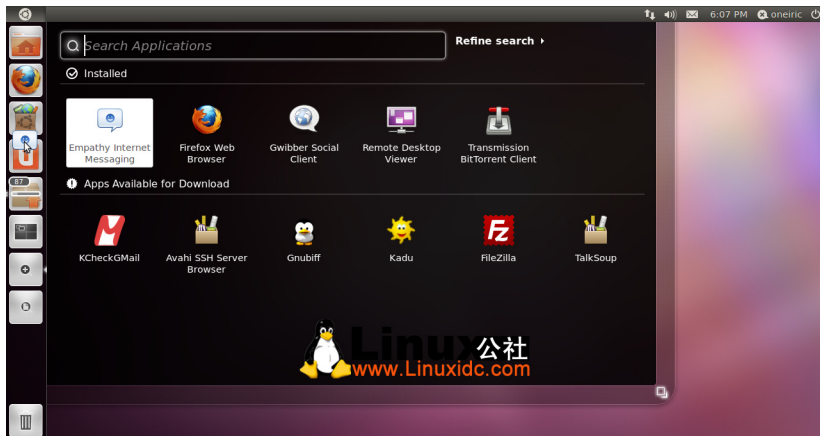 6:07 PM oneiric
Search Applications
Refine search
Installed
Empathy Internet Messaging
Firefox Web Browser
Gwibber Social Client
Remote Desktop Viewer
Transmission BitTorrent Client
87
Apps Available for Download
KCheckGMail
Avahi SSH Server Browser
Gnubiff
Kadu
FileZilla
TalkSoup
Linux公社
www.Linuxidc.com